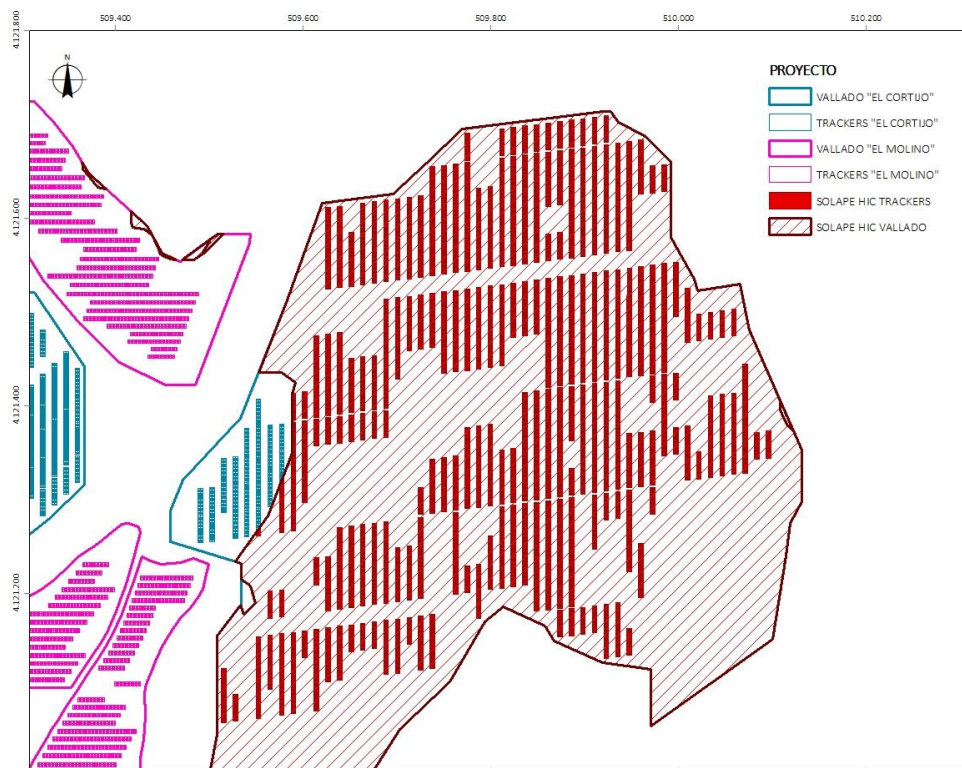 509.400 509.600 509.800 510.000 510.200
4.121.800
4.121.600
4.121.400
4.121.200
N
PROYECTO
VALLADO "EL CORTIJO"
TRACKERS "EL CORTIJO"
VALLADO "EL MOLINO"
TRACKERS "EL MOLINO"
SOLAPE HIC TRACKERS
SOLAPE HIC VALLADO